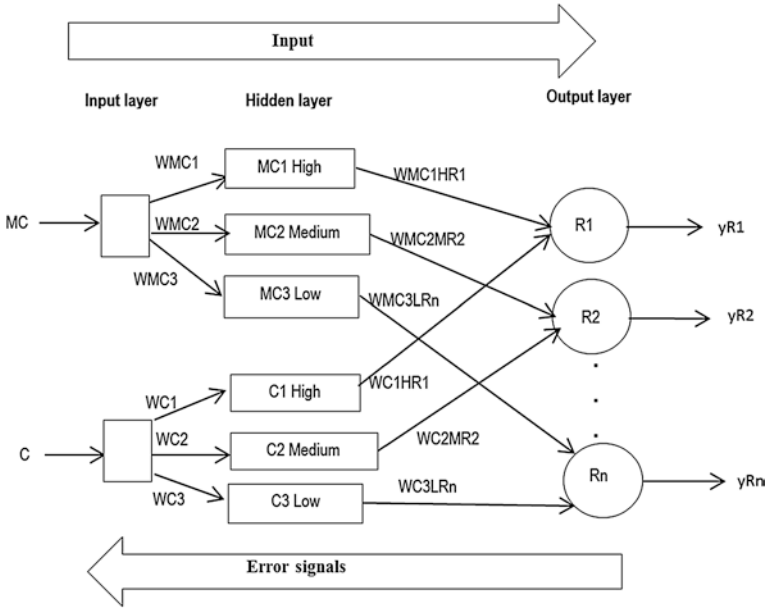 Input
Input layer Hidden layer Output layer
WMC1 MC1 High WMC1HR1
MC WMC2 MC2 Medium WMC2MR2 R1 yR1
WMC3 MC3 Low WMC3LRn R2 yR2
WC1 C1 High WC1HR1
C WC2 C2 Medium WC2MR2
WC3 C3 Low WC3LRn Rn yRn
Error signals